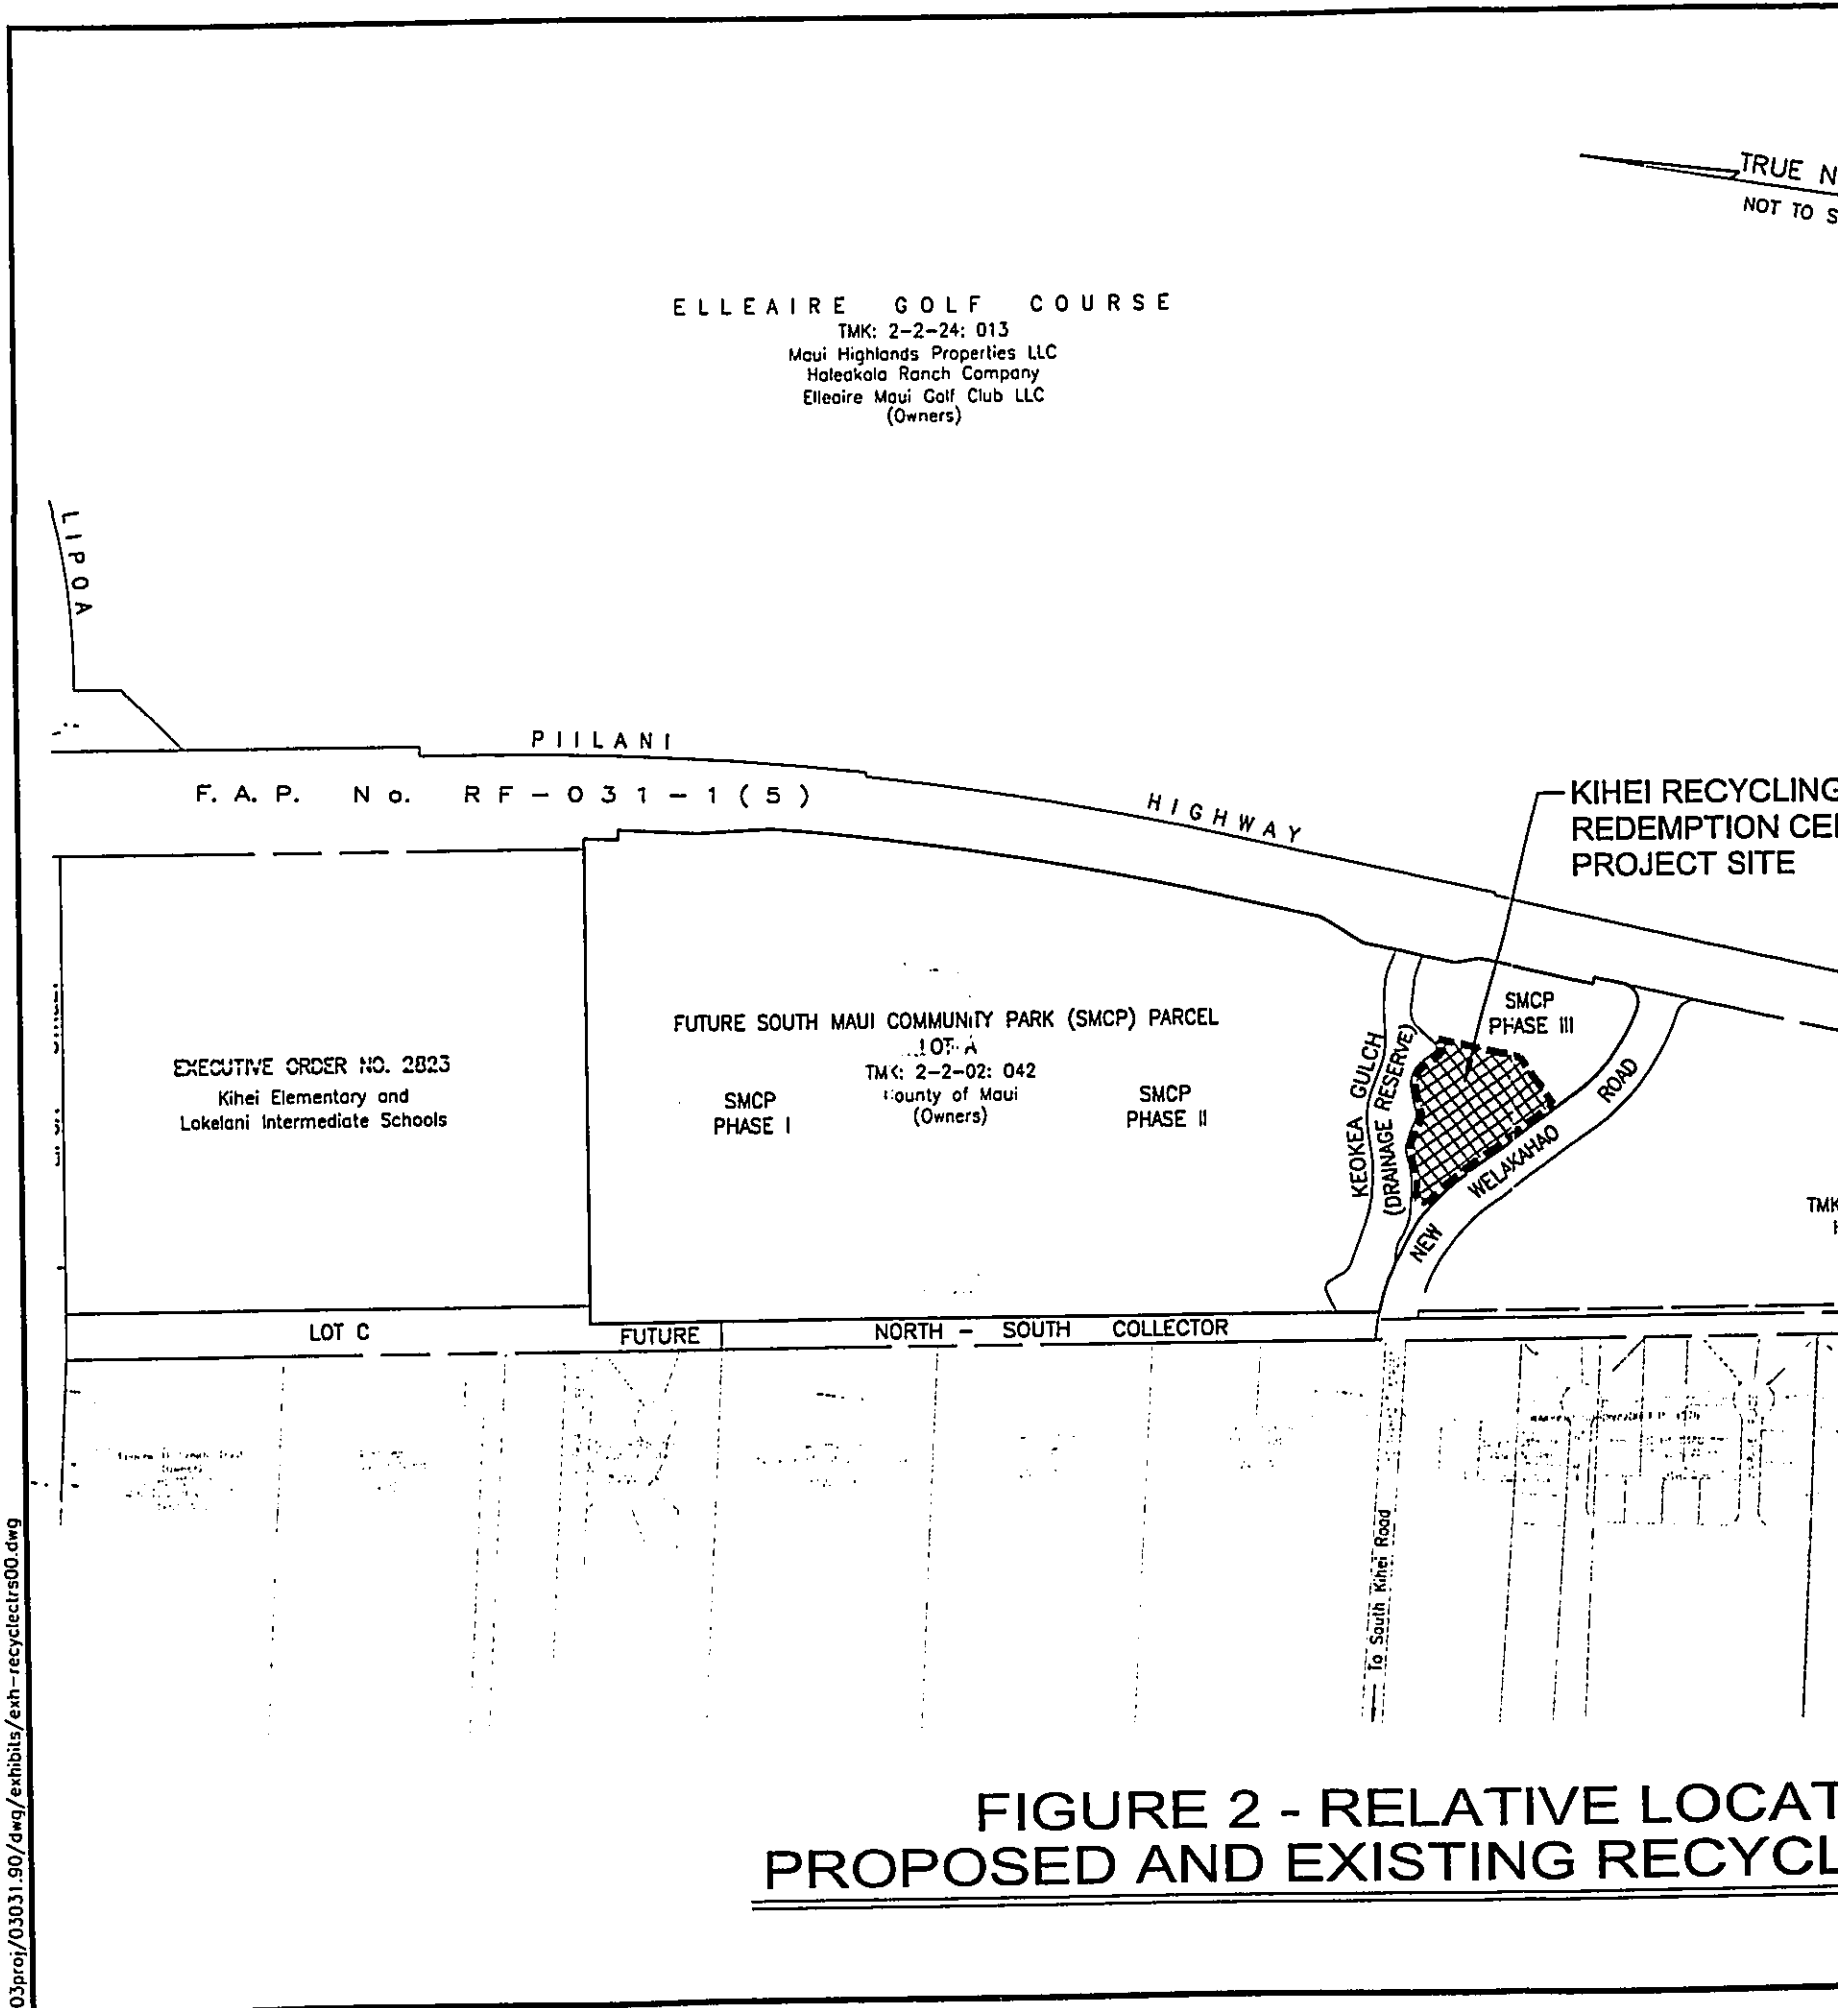 TRUE N
NOT TO S
ELLEAIRE GOLF COURSE
TMK: 2-2-24: 013
Maui Highlands Properties LLC
Haleakala Ranch Company
Elleaire Maui Golf Club LLC
(Owners)
LIPOA
PIILANI
HIGHWAY
F. A. P. No. RF-031-1(5)
KIHEI RECYCLING
REDEMPTION CE
PROJECT SITE
EXECUTIVE ORDER NO. 2823
Kihei Elementary and
Lokelani Intermediate Schools
FUTURE SOUTH MAUI COMMUNITY PARK (SMCP) PARCEL
LOT A
TMK: 2-2-02: 042
County of Maui
(Owners)
SMCP
PHASE I
SMCP
PHASE II
SMCP
PHASE III
KEOKEA GULCH
(DRAINAGE RESERVE)
NEW WELAKAHAO ROAD
TMK
LOT C
FUTURE NORTH - SOUTH COLLECTOR
To South Kihei Road
FIGURE 2 - RELATIVE LOCAT
PROPOSED AND EXISTING RECYCL
03proj/03031.90/dwg/exhibits/exh-recyclectrs00.dwg